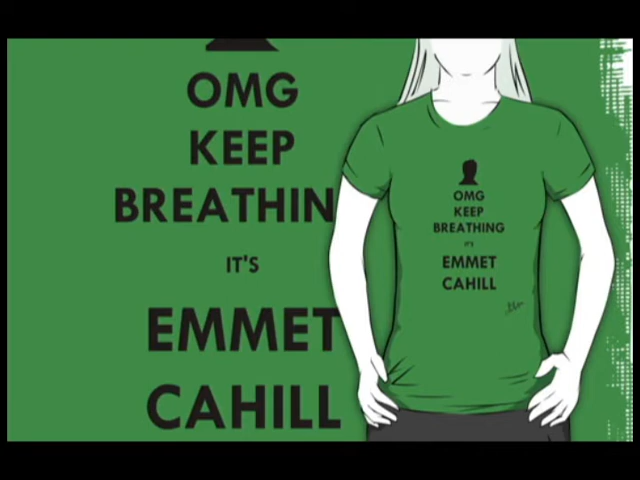 OMG
KEEP
BREATHIN
IT'S
EMMET
CAHILL
OMG
KEEP
BREATHING
IT'S
EMMET
CAHILL